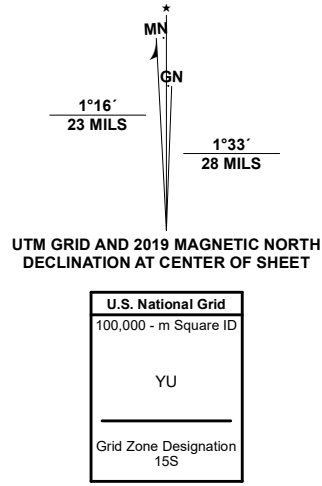 ★
MN
GN
1°16´
23 MILS
1°33´
28 MILS
UTM GRID AND 2019 MAGNETIC NORTH
DECLINATION AT CENTER OF SHEET
U.S. National Grid
100,000 - m Square ID
YU
Grid Zone Designation
15S